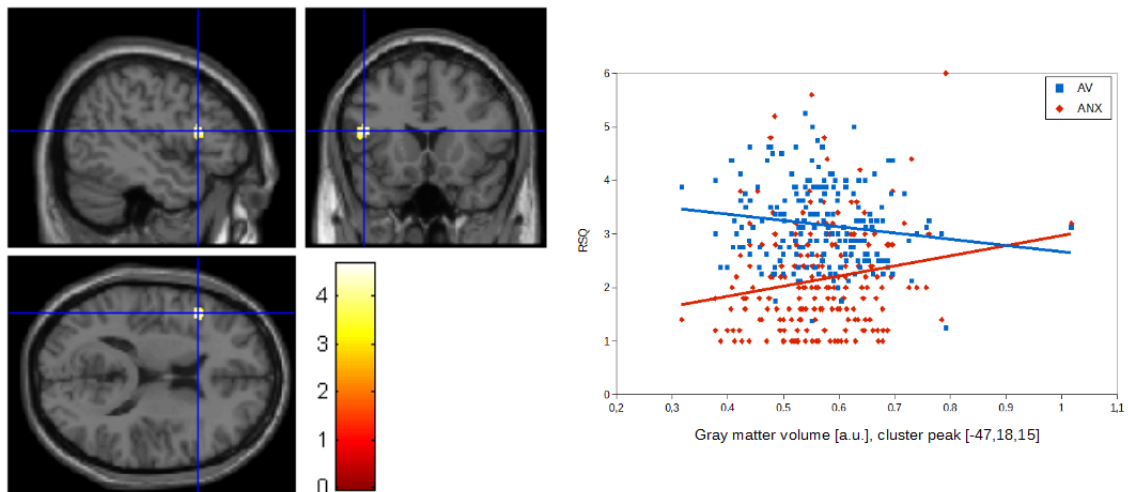 4
3
2
1
0
6
5
4
3
2
1
0
RSQ
AV
ANX
0,2 0,3 0,4 0,5 0,6 0,7 0,8 0,9 1 1,1
Gray matter volume [a.u.], cluster peak [-47,18,15]